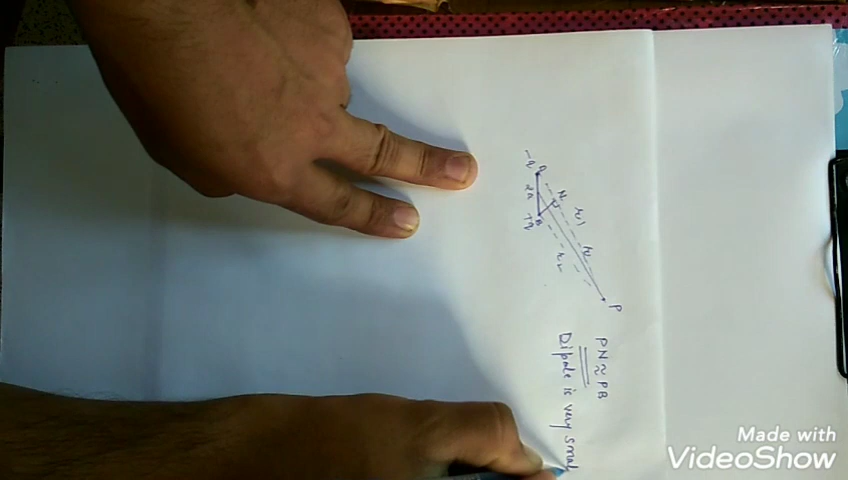 P
r1
r
N
r2
A
B
-q
2a
+q
PN ≈ PB
Dipole is very small
Made with
VideoShow